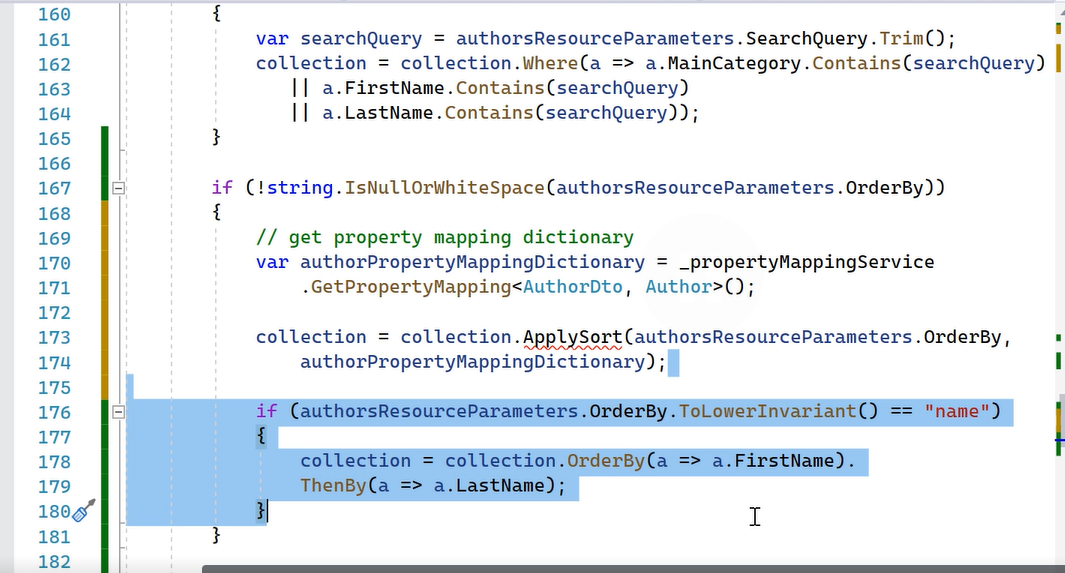 160 {
161 var searchQuery = authorsResourceParameters.SearchQuery.Trim();
162 collection = collection.Where(a => a.MainCategory.Contains(searchQuery)
163 || a.FirstName.Contains(searchQuery)
164 || a.LastName.Contains(searchQuery));
165 }
166
167 if (!string.IsNullOrWhiteSpace(authorsResourceParameters.OrderBy))
168 {
169 // get property mapping dictionary
170 var authorPropertyMappingDictionary = _propertyMappingService
171 .GetPropertyMapping<AuthorDto, Author>();
172
173 collection = collection.ApplySort(authorsResourceParameters.OrderBy,
174 authorPropertyMappingDictionary);
175
176 if (authorsResourceParameters.OrderBy.ToLowerInvariant() == "name")
177 {
178 collection = collection.OrderBy(a => a.FirstName).
179 ThenBy(a => a.LastName);
180 }
181 }
182